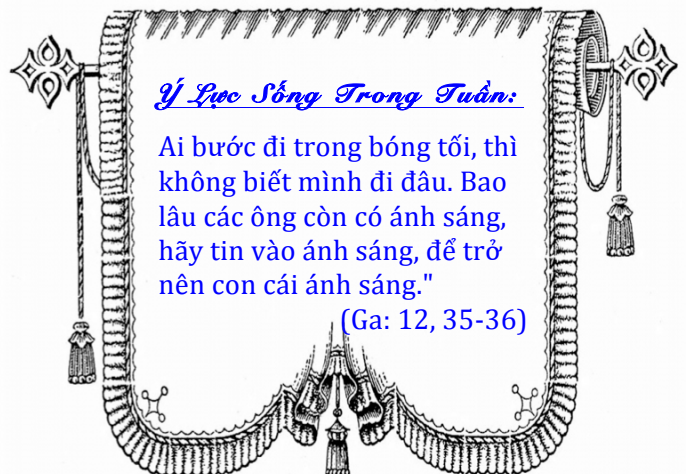 Ý Lực Sống Trong Tuần:
Ai bước đi trong bóng tối, thì
không biết mình đi đâu. Bao
lâu các ông còn có ánh sáng,
hãy tin vào ánh sáng, để trở
nên con cái ánh sáng."
(Ga: 12, 35-36)